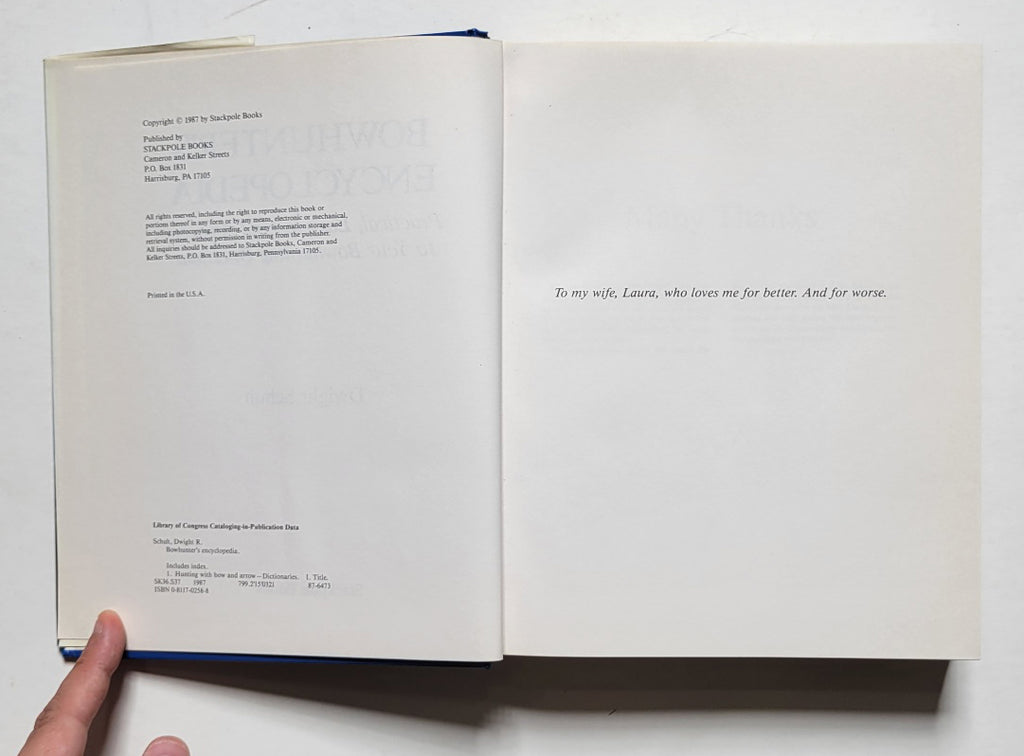 Copyright © 1987 by Stackpole Books
Published by
STACKPOLE BOOKS
Cameron and Kelker Streets
P.O. Box 1831
Harrisburg, PA 17105
All rights reserved, including the right to reproduce this book or
portions thereof in any form or by any means, electronic or mechanical,
including photocopying, recording, or by any information storage and
retrieval system, without permission in writing from the publisher.
All inquiries should be addressed to Stackpole Books, Cameron and
Kelker Streets, P.O. Box 1831, Harrisburg, Pennsylvania 17105.
Printed in the U.S.A.
Library of Congress Cataloging-in-Publication Data
Schuh, Dwight R.
Bowhunter's encyclopedia.
Includes index.
1. Hunting with bow and arrow—Dictionaries. I. Title.
SK36.S37 1987 799.2'15'0321 87-6473
ISBN 0-8117-0256-8
To my wife, Laura, who loves me for better. And for worse.